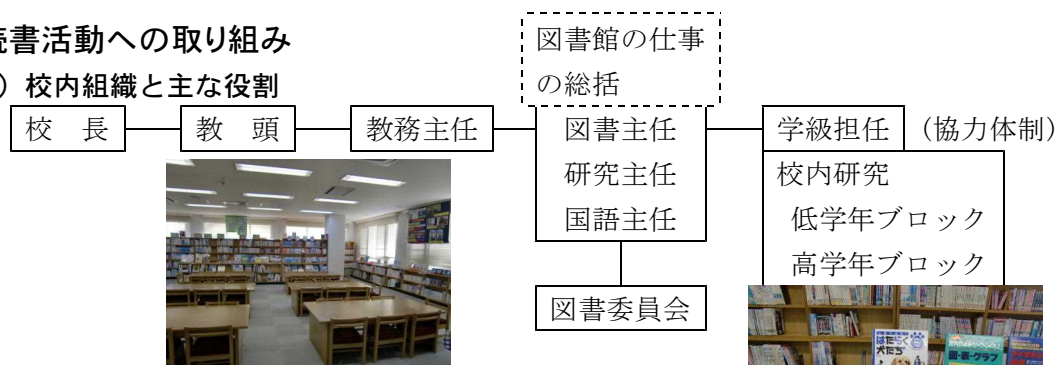 読書活動への取り組み
）校内組織と主な役割
図書館の仕事
の総括
校　長
教　頭
教務主任
図書主任
研究主任
国語主任
学級担任
（協力体制）
校内研究
低学年ブロック
高学年ブロック
図書委員会
はたらく
犬たち
図・表・グラフ